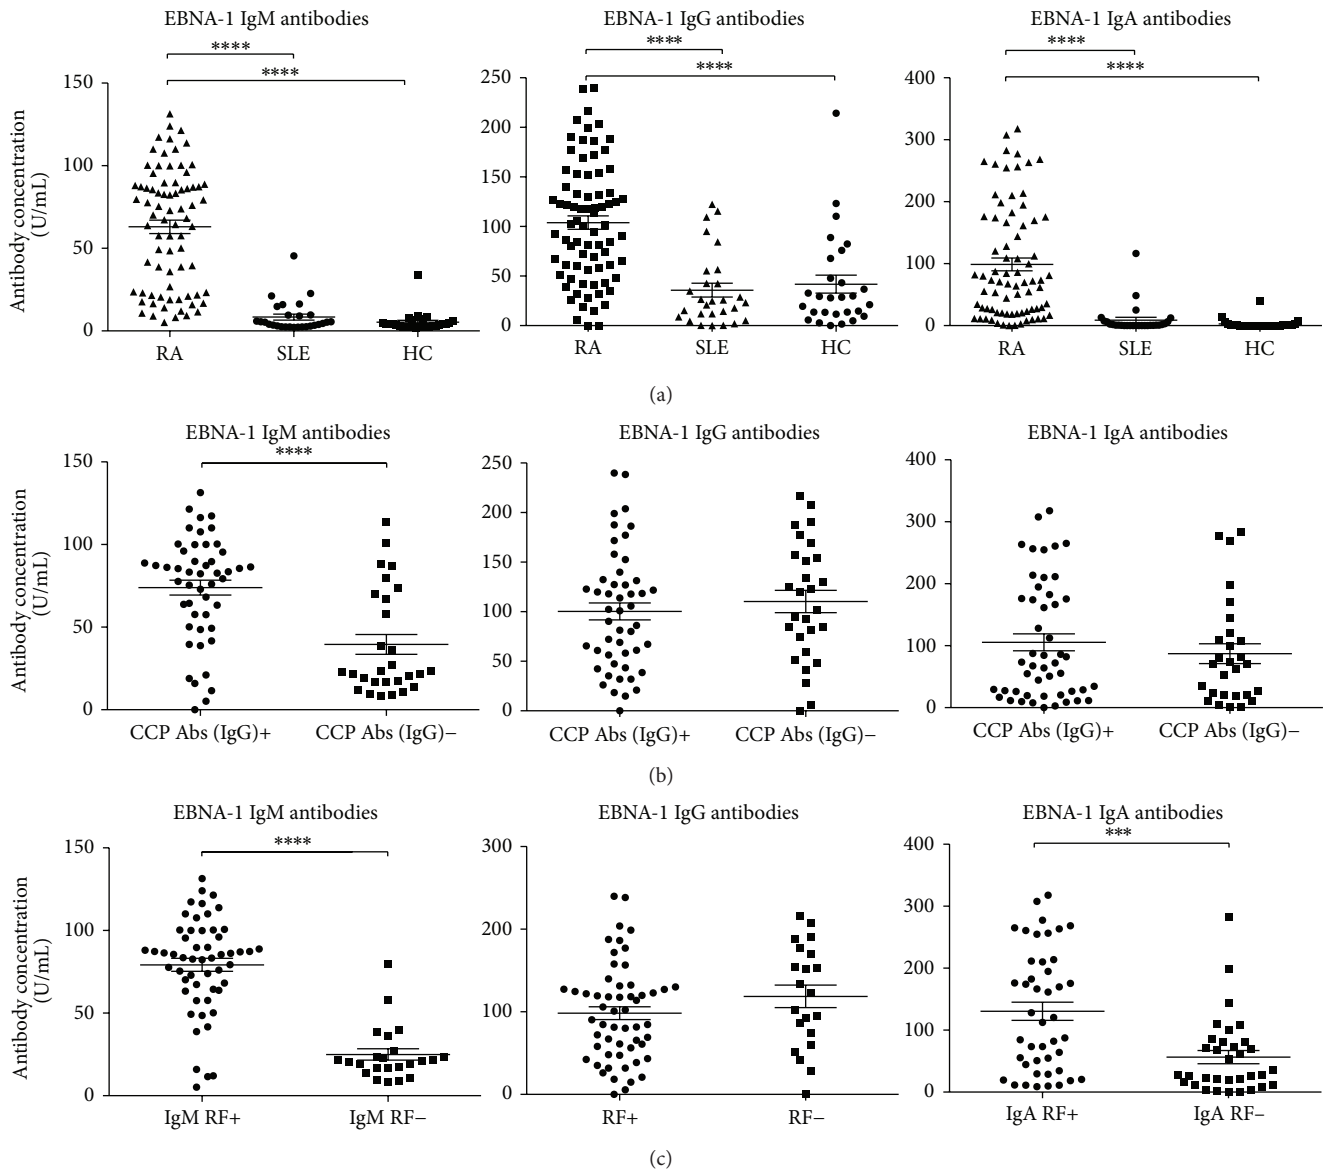 EBNA-1 IgM antibodies
EBNA-1 IgG antibodies
EBNA-1 IgA antibodies
****
****
****
****
****
****
Antibody concentration
(U/mL)
150
100
50
0
RA
SLE
HC
250
200
150
100
50
0
RA
SLE
HC
400
300
200
100
0
RA
SLE
HC
(a)
EBNA-1 IgM antibodies
EBNA-1 IgG antibodies
EBNA-1 IgA antibodies
****
Antibody concentration
(U/mL)
150
100
50
0
CCP Abs (IgG)+
CCP Abs (IgG)−
250
200
150
100
50
0
CCP Abs (IgG)+
CCP Abs (IgG)−
400
300
200
100
0
CCP Abs (IgG)+
CCP Abs (IgG)−
(b)
EBNA-1 IgM antibodies
EBNA-1 IgG antibodies
EBNA-1 IgA antibodies
****
***
Antibody concentration
(U/mL)
150
100
50
0
IgM RF+
IgM RF−
300
200
100
0
RF+
RF−
400
300
200
100
0
IgA RF+
IgA RF−
(c)